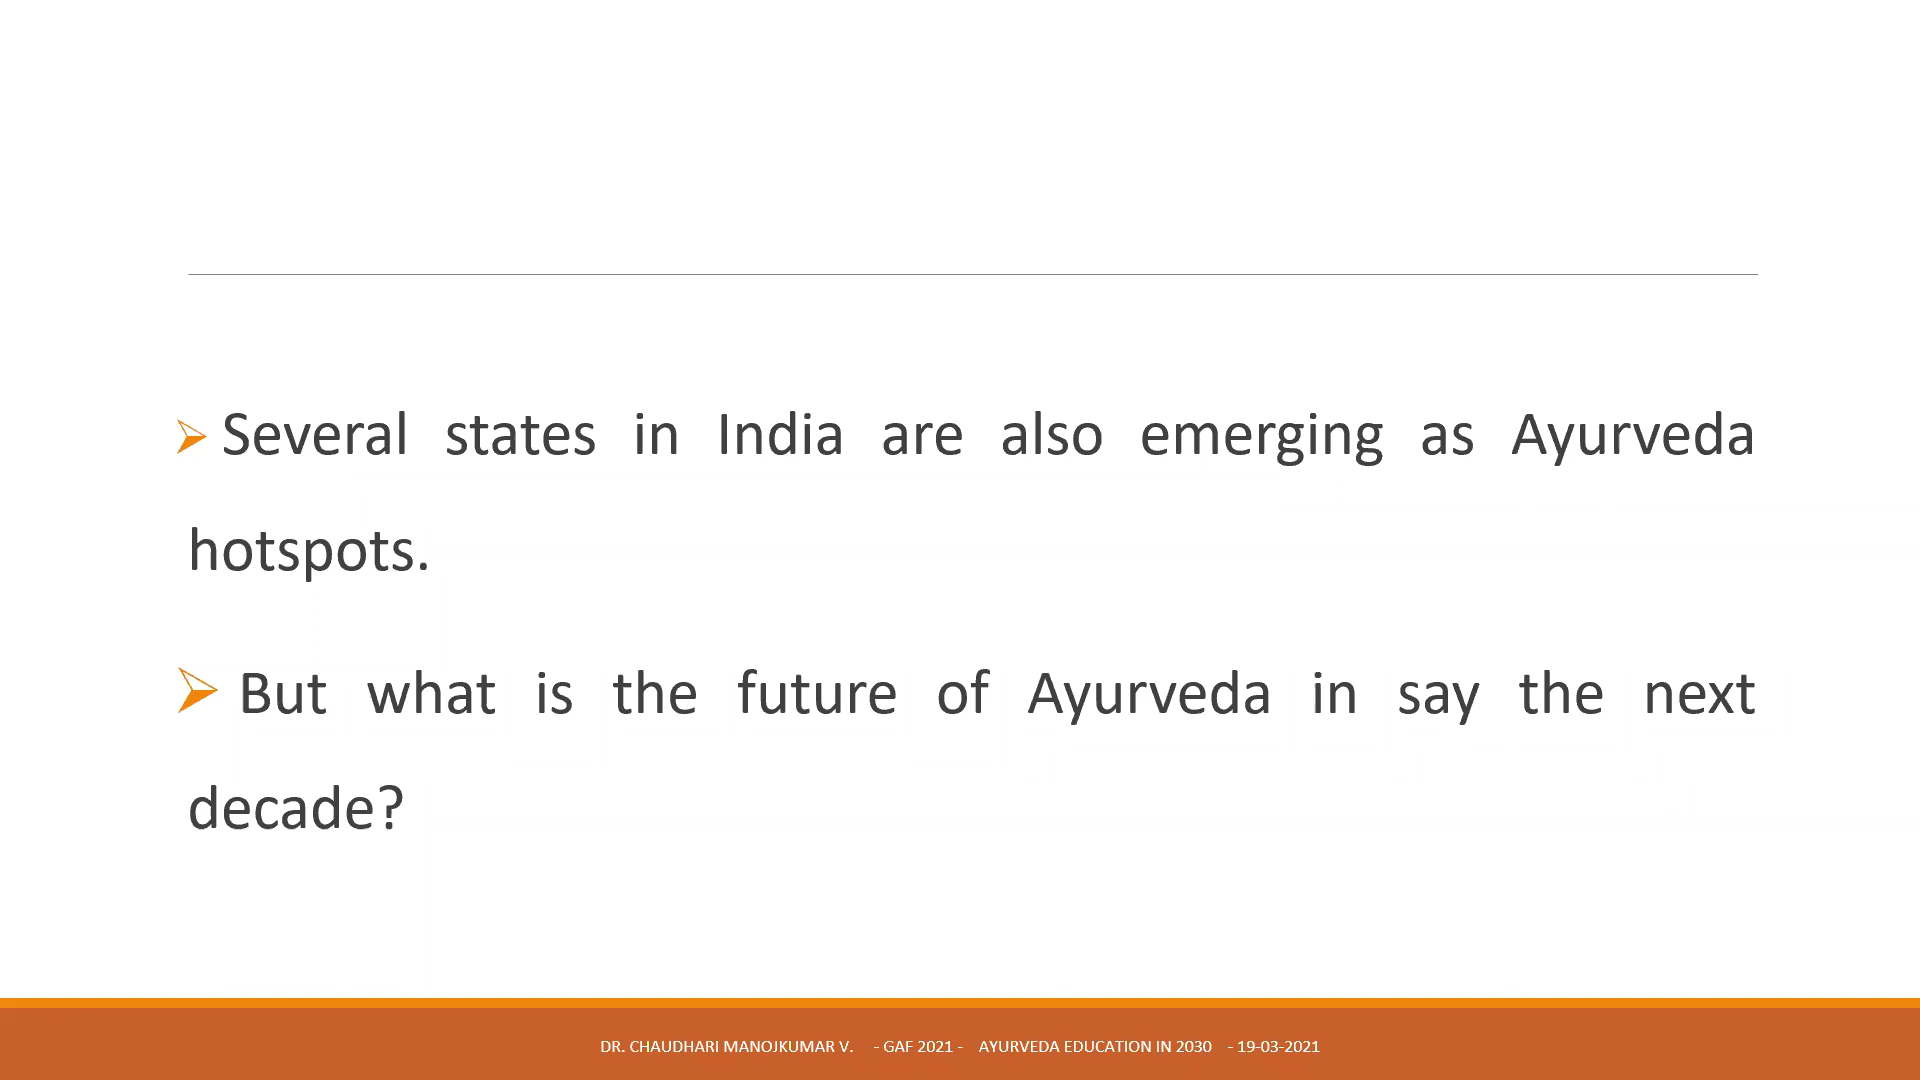 Several states in India are also emerging as Ayurveda
hotspots.
But what is the future of Ayurveda in say the next
decade?
DR. CHAUDHARI MANOJKUMAR V. - GAF 2021 - AYURVEDA EDUCATION IN 2030 - 19-03-2021